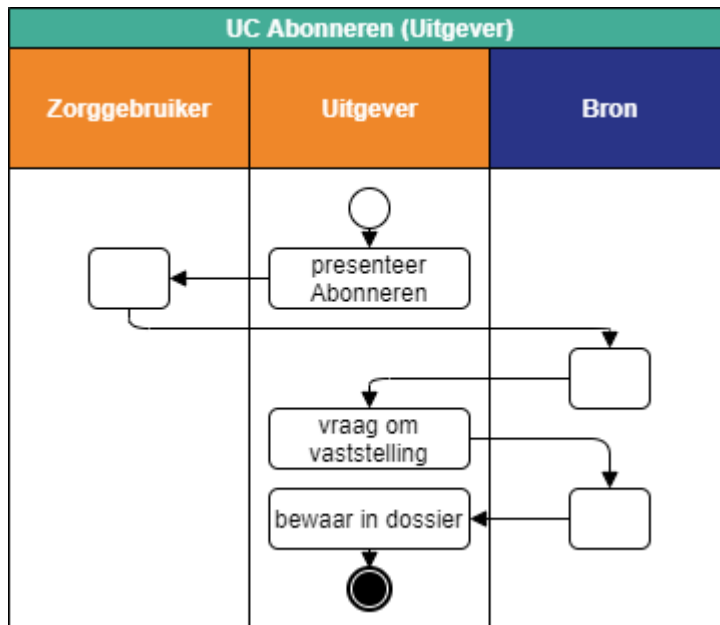 UC Abonneren (Uitgever)
Zorggebruiker
Uitgever
Bron
presenteer
Abonneren
vraag om
vaststelling
bewaar in dossier